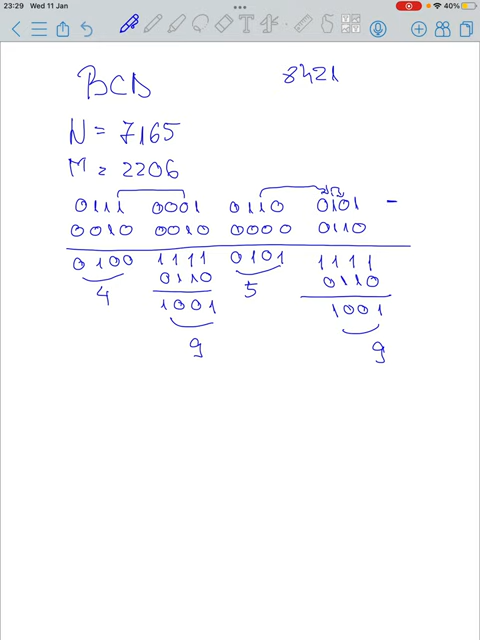 23:29 Wed 11 Jan 40%
BCD 8421
N = 7165
M = 2206
0111 0001 0110 0101 -
0010 0010 0000 0110
0100 1111 0101 1111
4 0110 5 0110
1001 1001
9 9